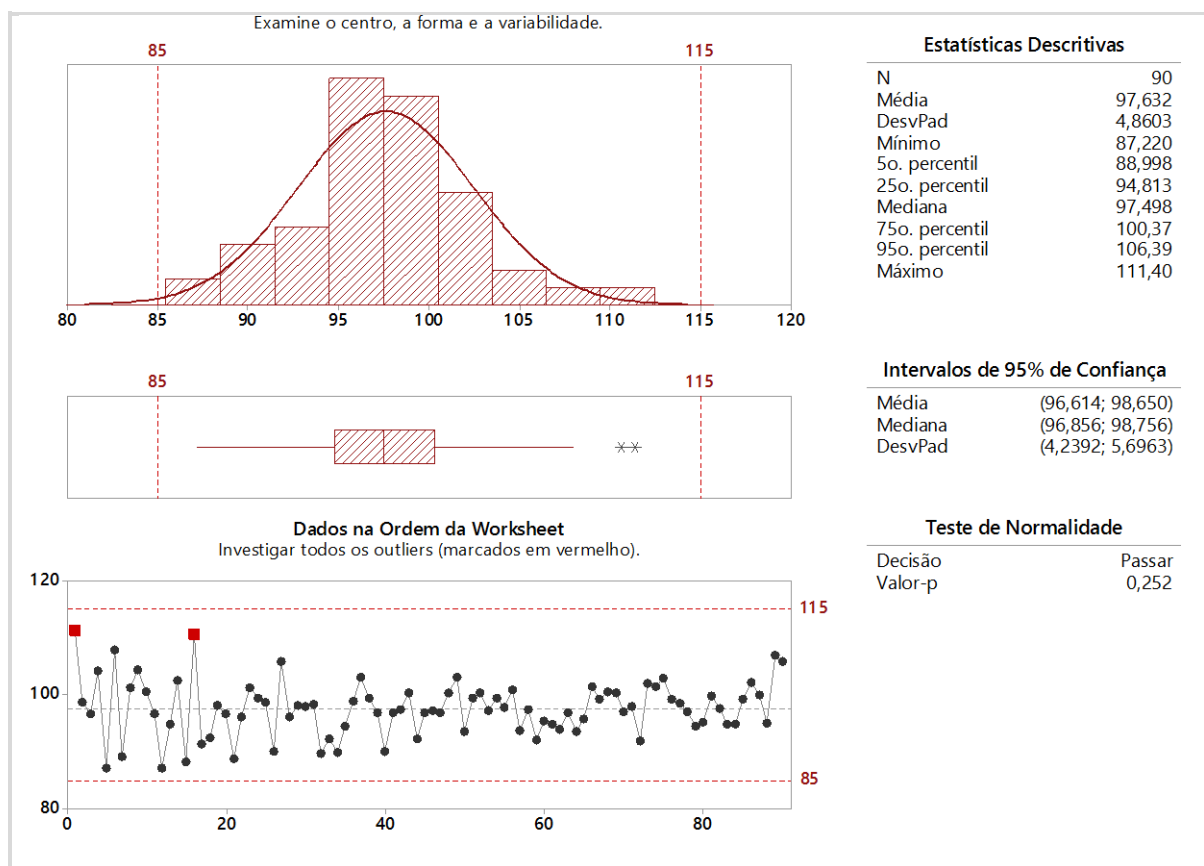 Examine o centro, a forma e a variabilidade.
85 115
80 85 90 95 100 105 110 115 120
85 115
Dados na Ordem da Worksheet
Investigar todos os outliers (marcados em vermelho).
120
115
100
85
80
0 20 40 60 80
Estatísticas Descritivas
N 90
Média 97,632
DesvPad 4,8603
Mínimo 87,220
5o. percentil 88,998
25o. percentil 94,813
Mediana 97,498
75o. percentil 100,37
95o. percentil 106,39
Máximo 111,40
Intervalos de 95% de Confiança
Média (96,614; 98,650)
Mediana (96,856; 98,756)
DesvPad (4,2392; 5,6963)
Teste de Normalidade
Decisão Passar
Valor-p 0,252